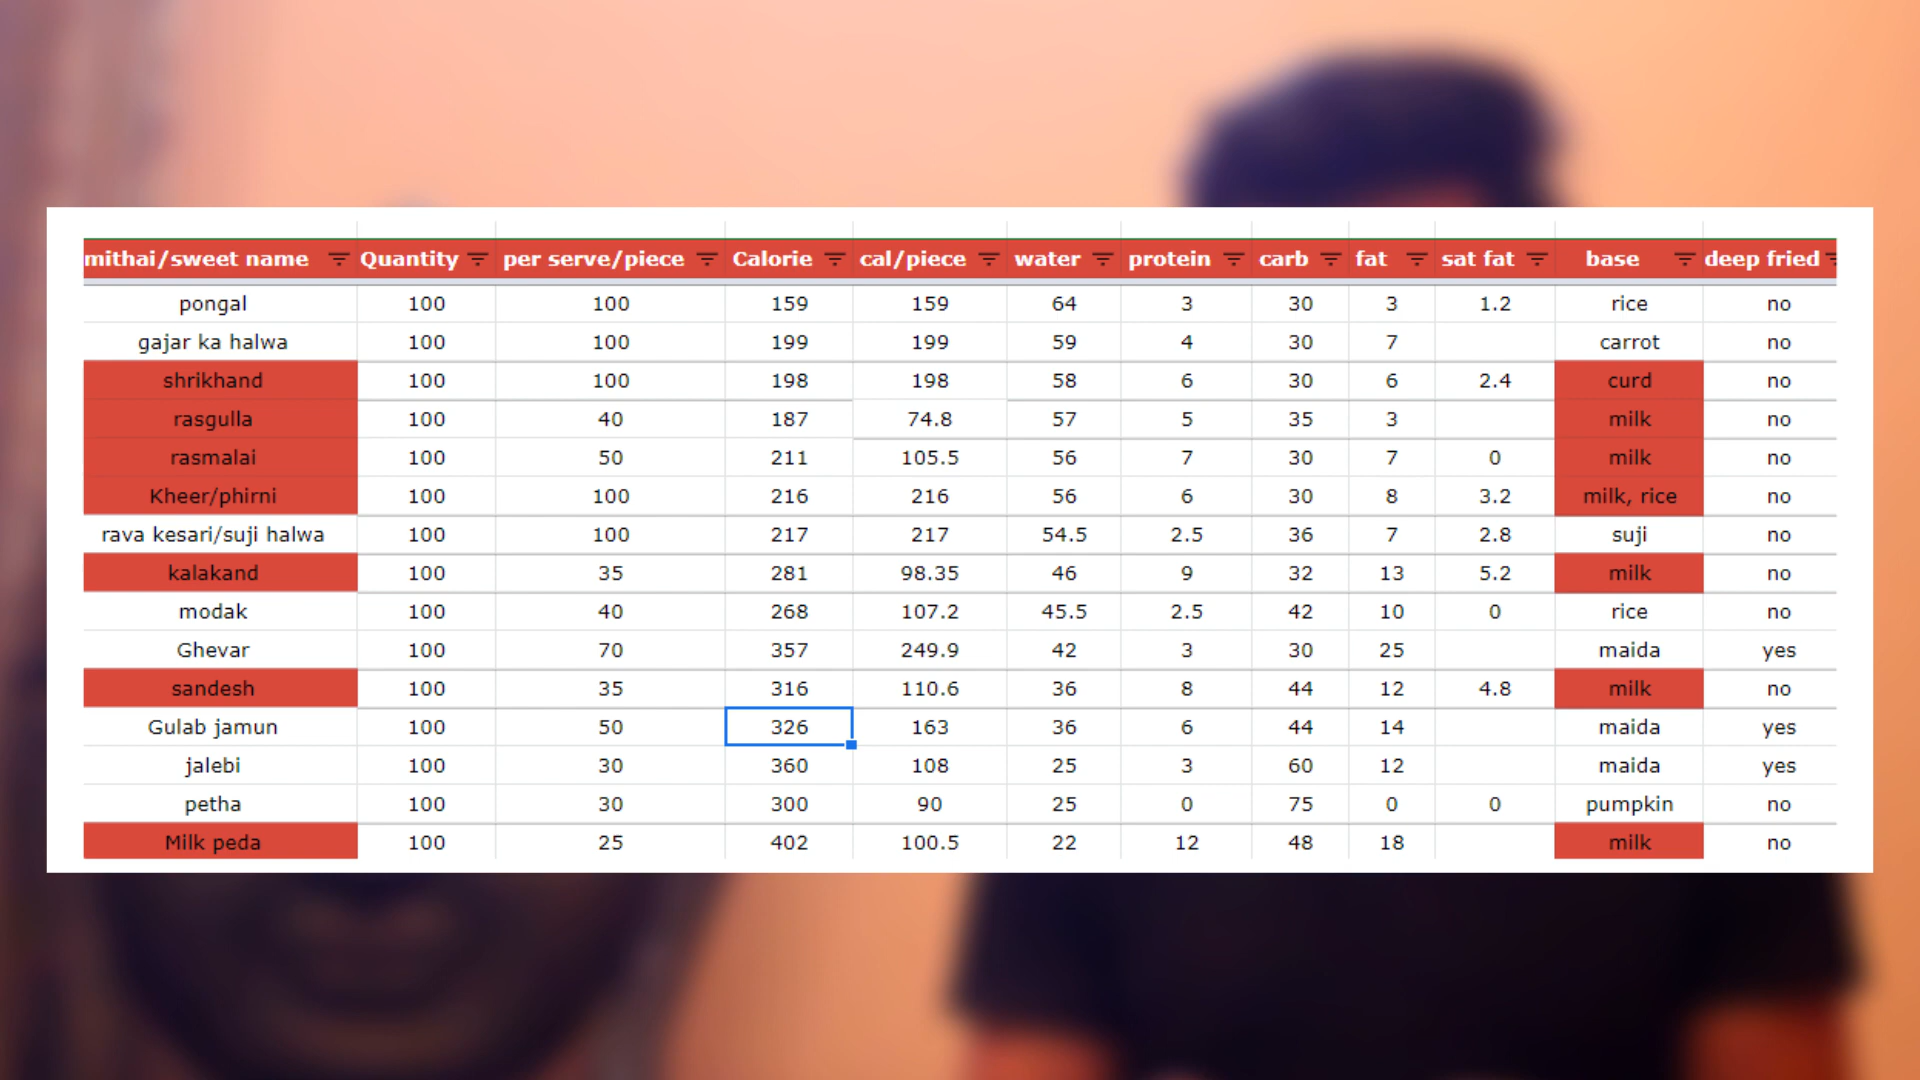 mithai/sweet name Quantity per serve/piece Calorie cal/piece water protein carb fat sat fat base deep fried
pongal 100 100 159 159 64 3 30 3 1.2 rice no
gajar ka halwa 100 100 199 199 59 4 30 7 carrot no
shrikhand 100 100 198 198 58 6 30 6 2.4 curd no
rasgulla 100 40 187 74.8 57 5 35 3 milk no
rasmalai 100 50 211 105.5 56 7 30 7 0 milk no
Kheer/phirni 100 100 216 216 56 6 30 8 3.2 milk, rice no
rava kesari/suji halwa 100 100 217 217 54.5 2.5 36 7 2.8 suji no
kalakand 100 35 281 98.35 46 9 32 13 5.2 milk no
modak 100 40 268 107.2 45.5 2.5 42 10 0 rice no
Ghevar 100 70 357 249.9 42 3 30 25 maida yes
sandesh 100 35 316 110.6 36 8 44 12 4.8 milk no
Gulab jamun 100 50 326 163 36 6 44 14 maida yes
jalebi 100 30 360 108 25 3 60 12 maida yes
petha 100 30 300 90 25 0 75 0 0 pumpkin no
Milk peda 100 25 402 100.5 22 12 48 18 milk no